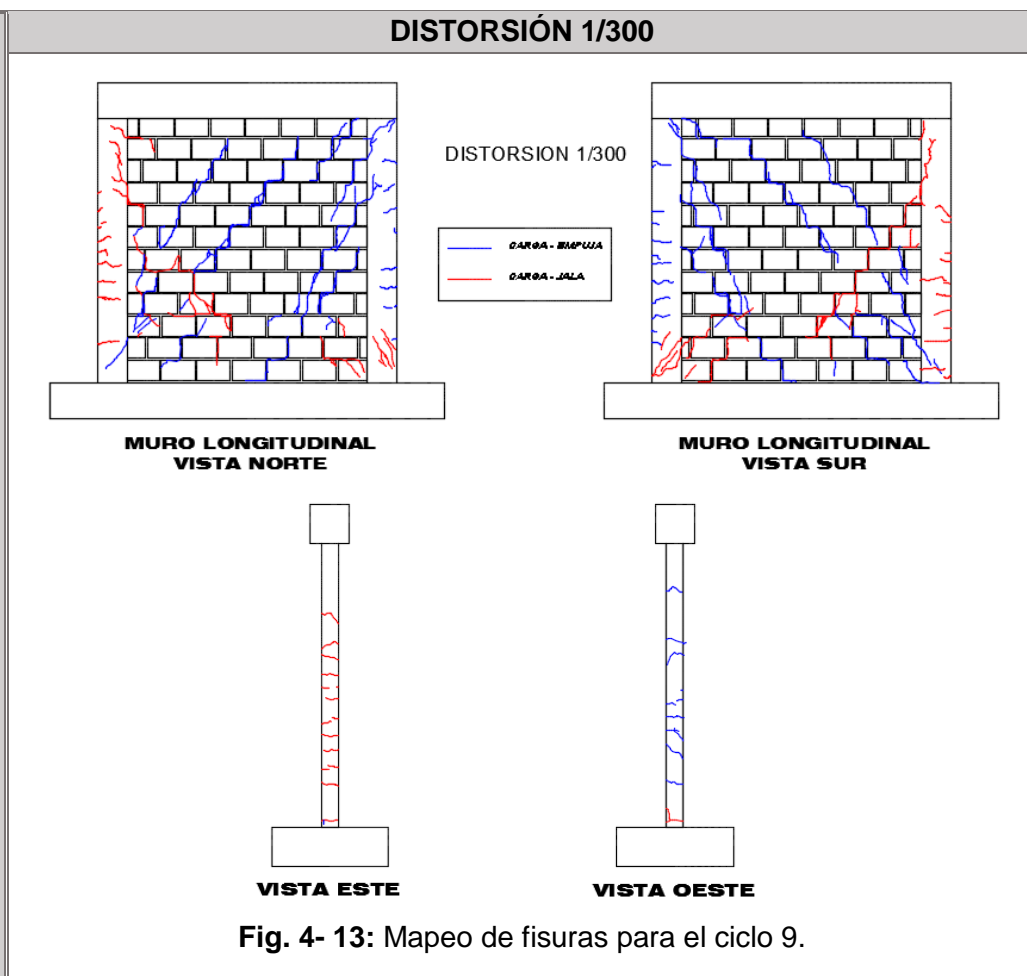 DISTORSIÓN 1/300
DISTORSION 1/300
CARGA - EMPUJA
CARGA - JALA
MURO LONGITUDINAL
VISTA NORTE
MURO LONGITUDINAL
VISTA SUR
VISTA ESTE
VISTA OESTE
Fig. 4- 13: Mapeo de fisuras para el ciclo 9.